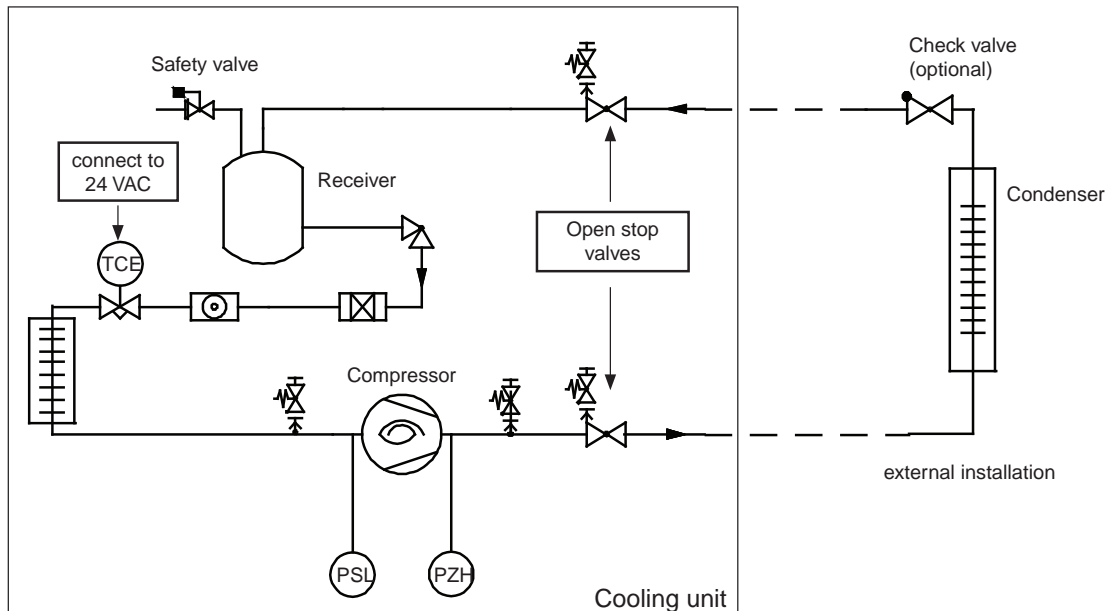 Safety valve
Check valve
(optional)
connect to
24 VAC
Receiver
Condenser
Open stop
valves
TCE
Compressor
external installation
PSL
PZH
Cooling unit